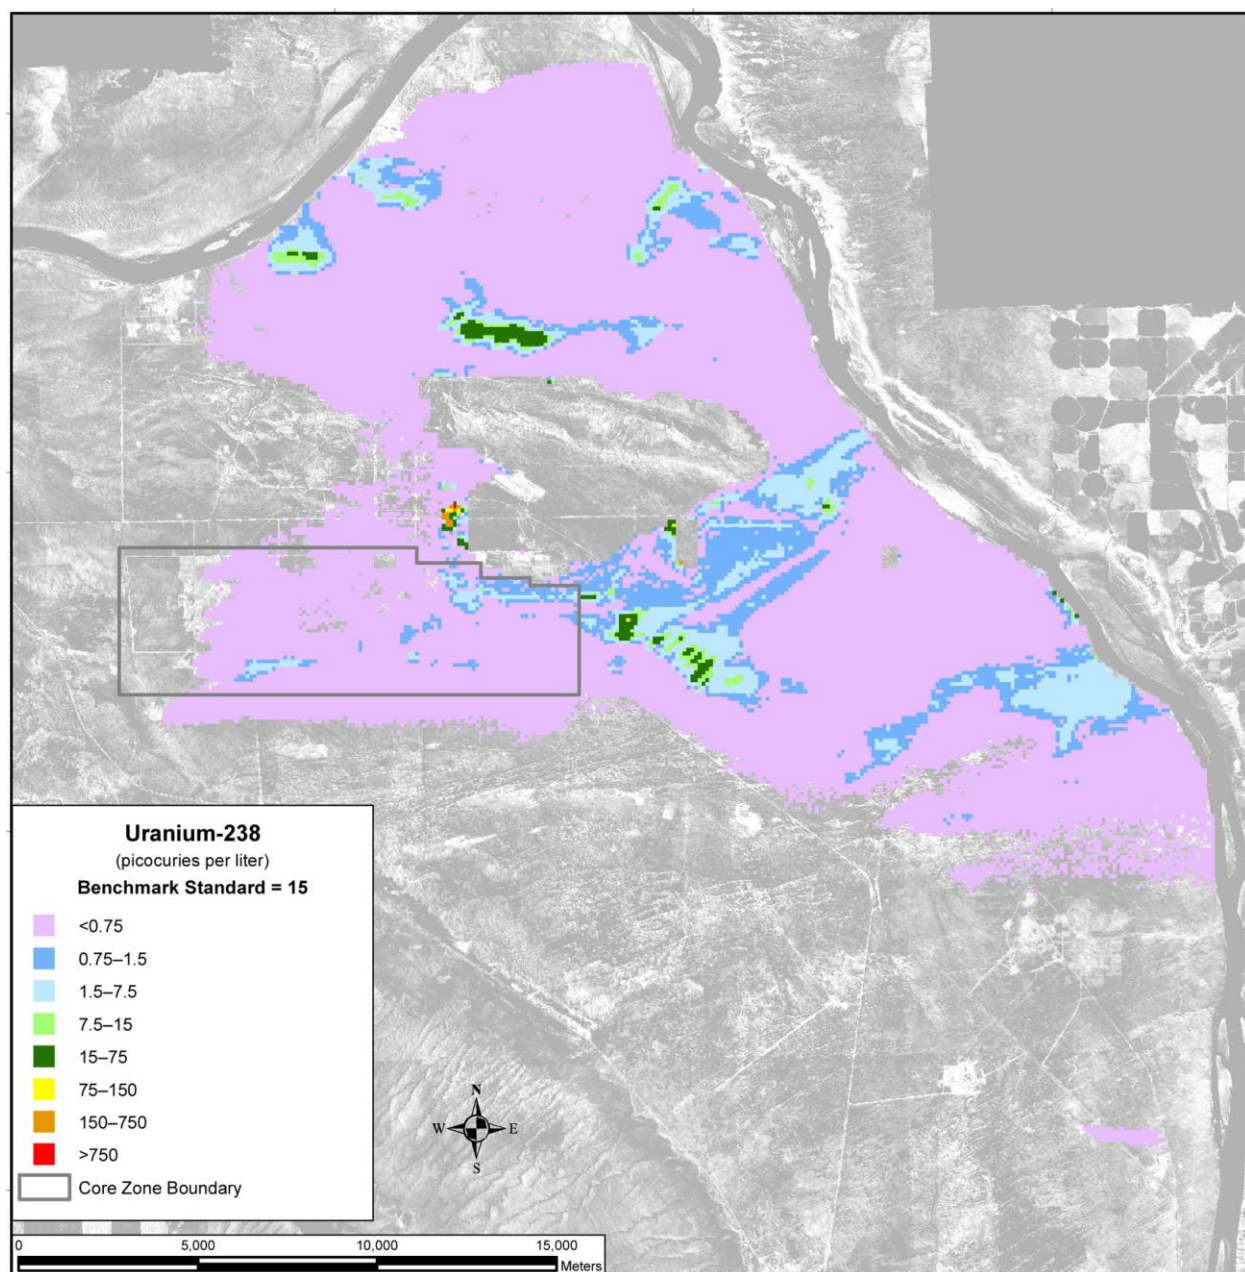 Uranium-238
(picocuries per liter)
Benchmark Standard = 15
<0.75
0.75–1.5
1.5–7.5
7.5–15
15–75
75–150
150–750
>750
Core Zone Boundary
N
W E
S
0 5,000 10,000 15,000
Meters